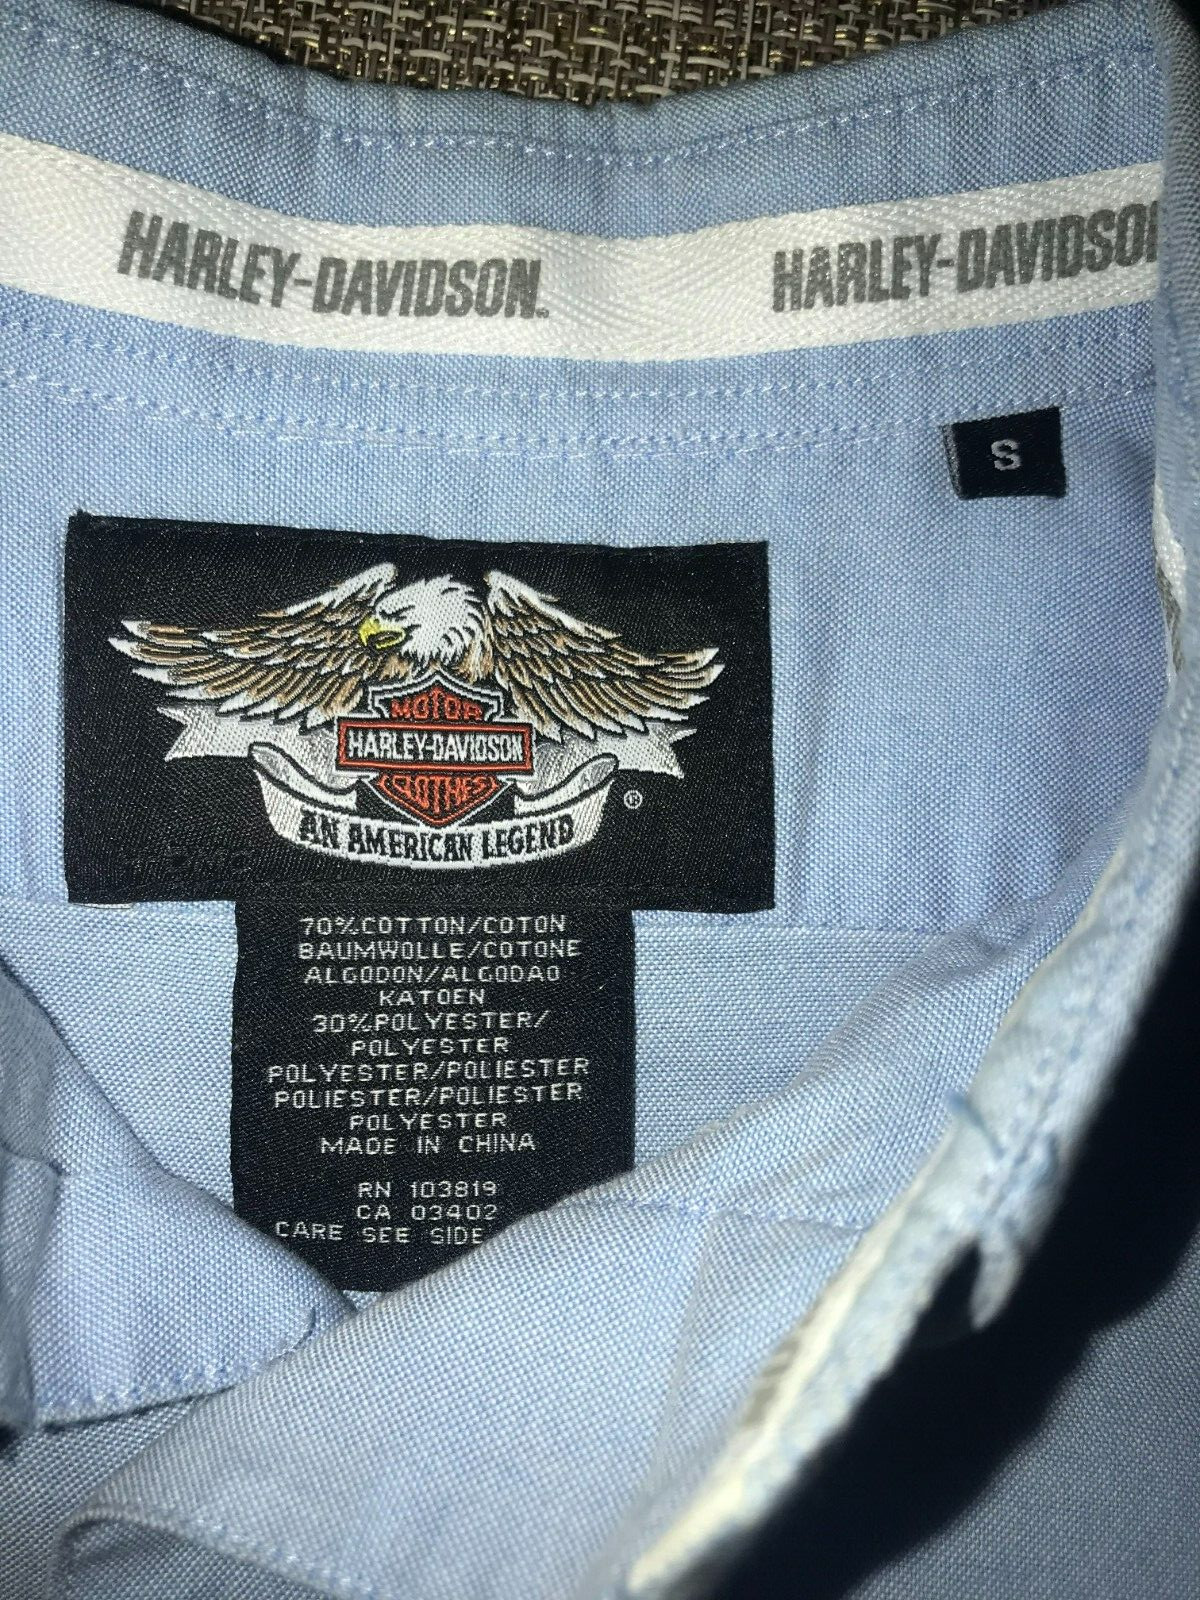 HARLEY-DAVIDSON
HARLEY-DAVIDSO
S
MOTOR
HARLEY-DAVIDSON
CLOTHES
®
AN AMERICAN LEGEND
70%COTTON/COTON
BAUMWOLLE/COTONE
ALGODON/ALGODAO
KATOEN
30%POLYESTER/
POLYESTER
POLYESTER/POLIESTER
POLIESTER/POLIESTER
POLYESTER
MADE IN CHINA
RN 103819
CA 03402
CARE SEE SIDE